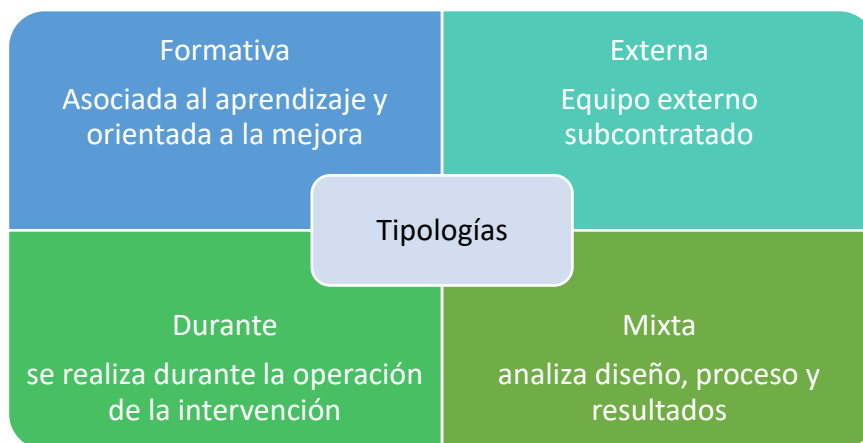 Formativa
Asociada al aprendizaje y
orientada a la mejora
Externa
Equipo externo
subcontratado
Tipologías
Durante
se realiza durante la operación
de la intervención
Mixta
analiza diseño, proceso y
resultados